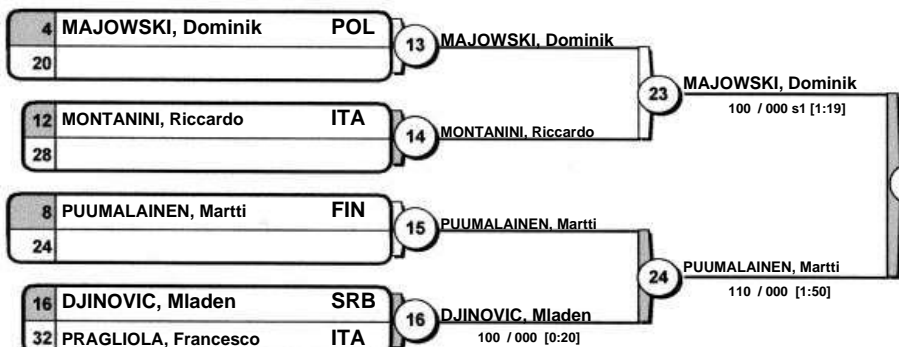 4 MAJOWSKI, Dominik POL
20
13 MAJOWSKI, Dominik
12 MONTANINI, Riccardo ITA
28
14 MONTANINI, Riccardo
23 MAJOWSKI, Dominik
100 / 000 s1 [1:19]
8 PUUMALAINEN, Martti FIN
24
15 PUUMALAINEN, Martti
16 DJINOVIC, Mladen SRB
32 PRAGLIOLA, Francesco ITA
16 DJINOVIC, Mladen
100 / 000 [0:20]
24 PUUMALAINEN, Martti
110 / 000 [1:50]